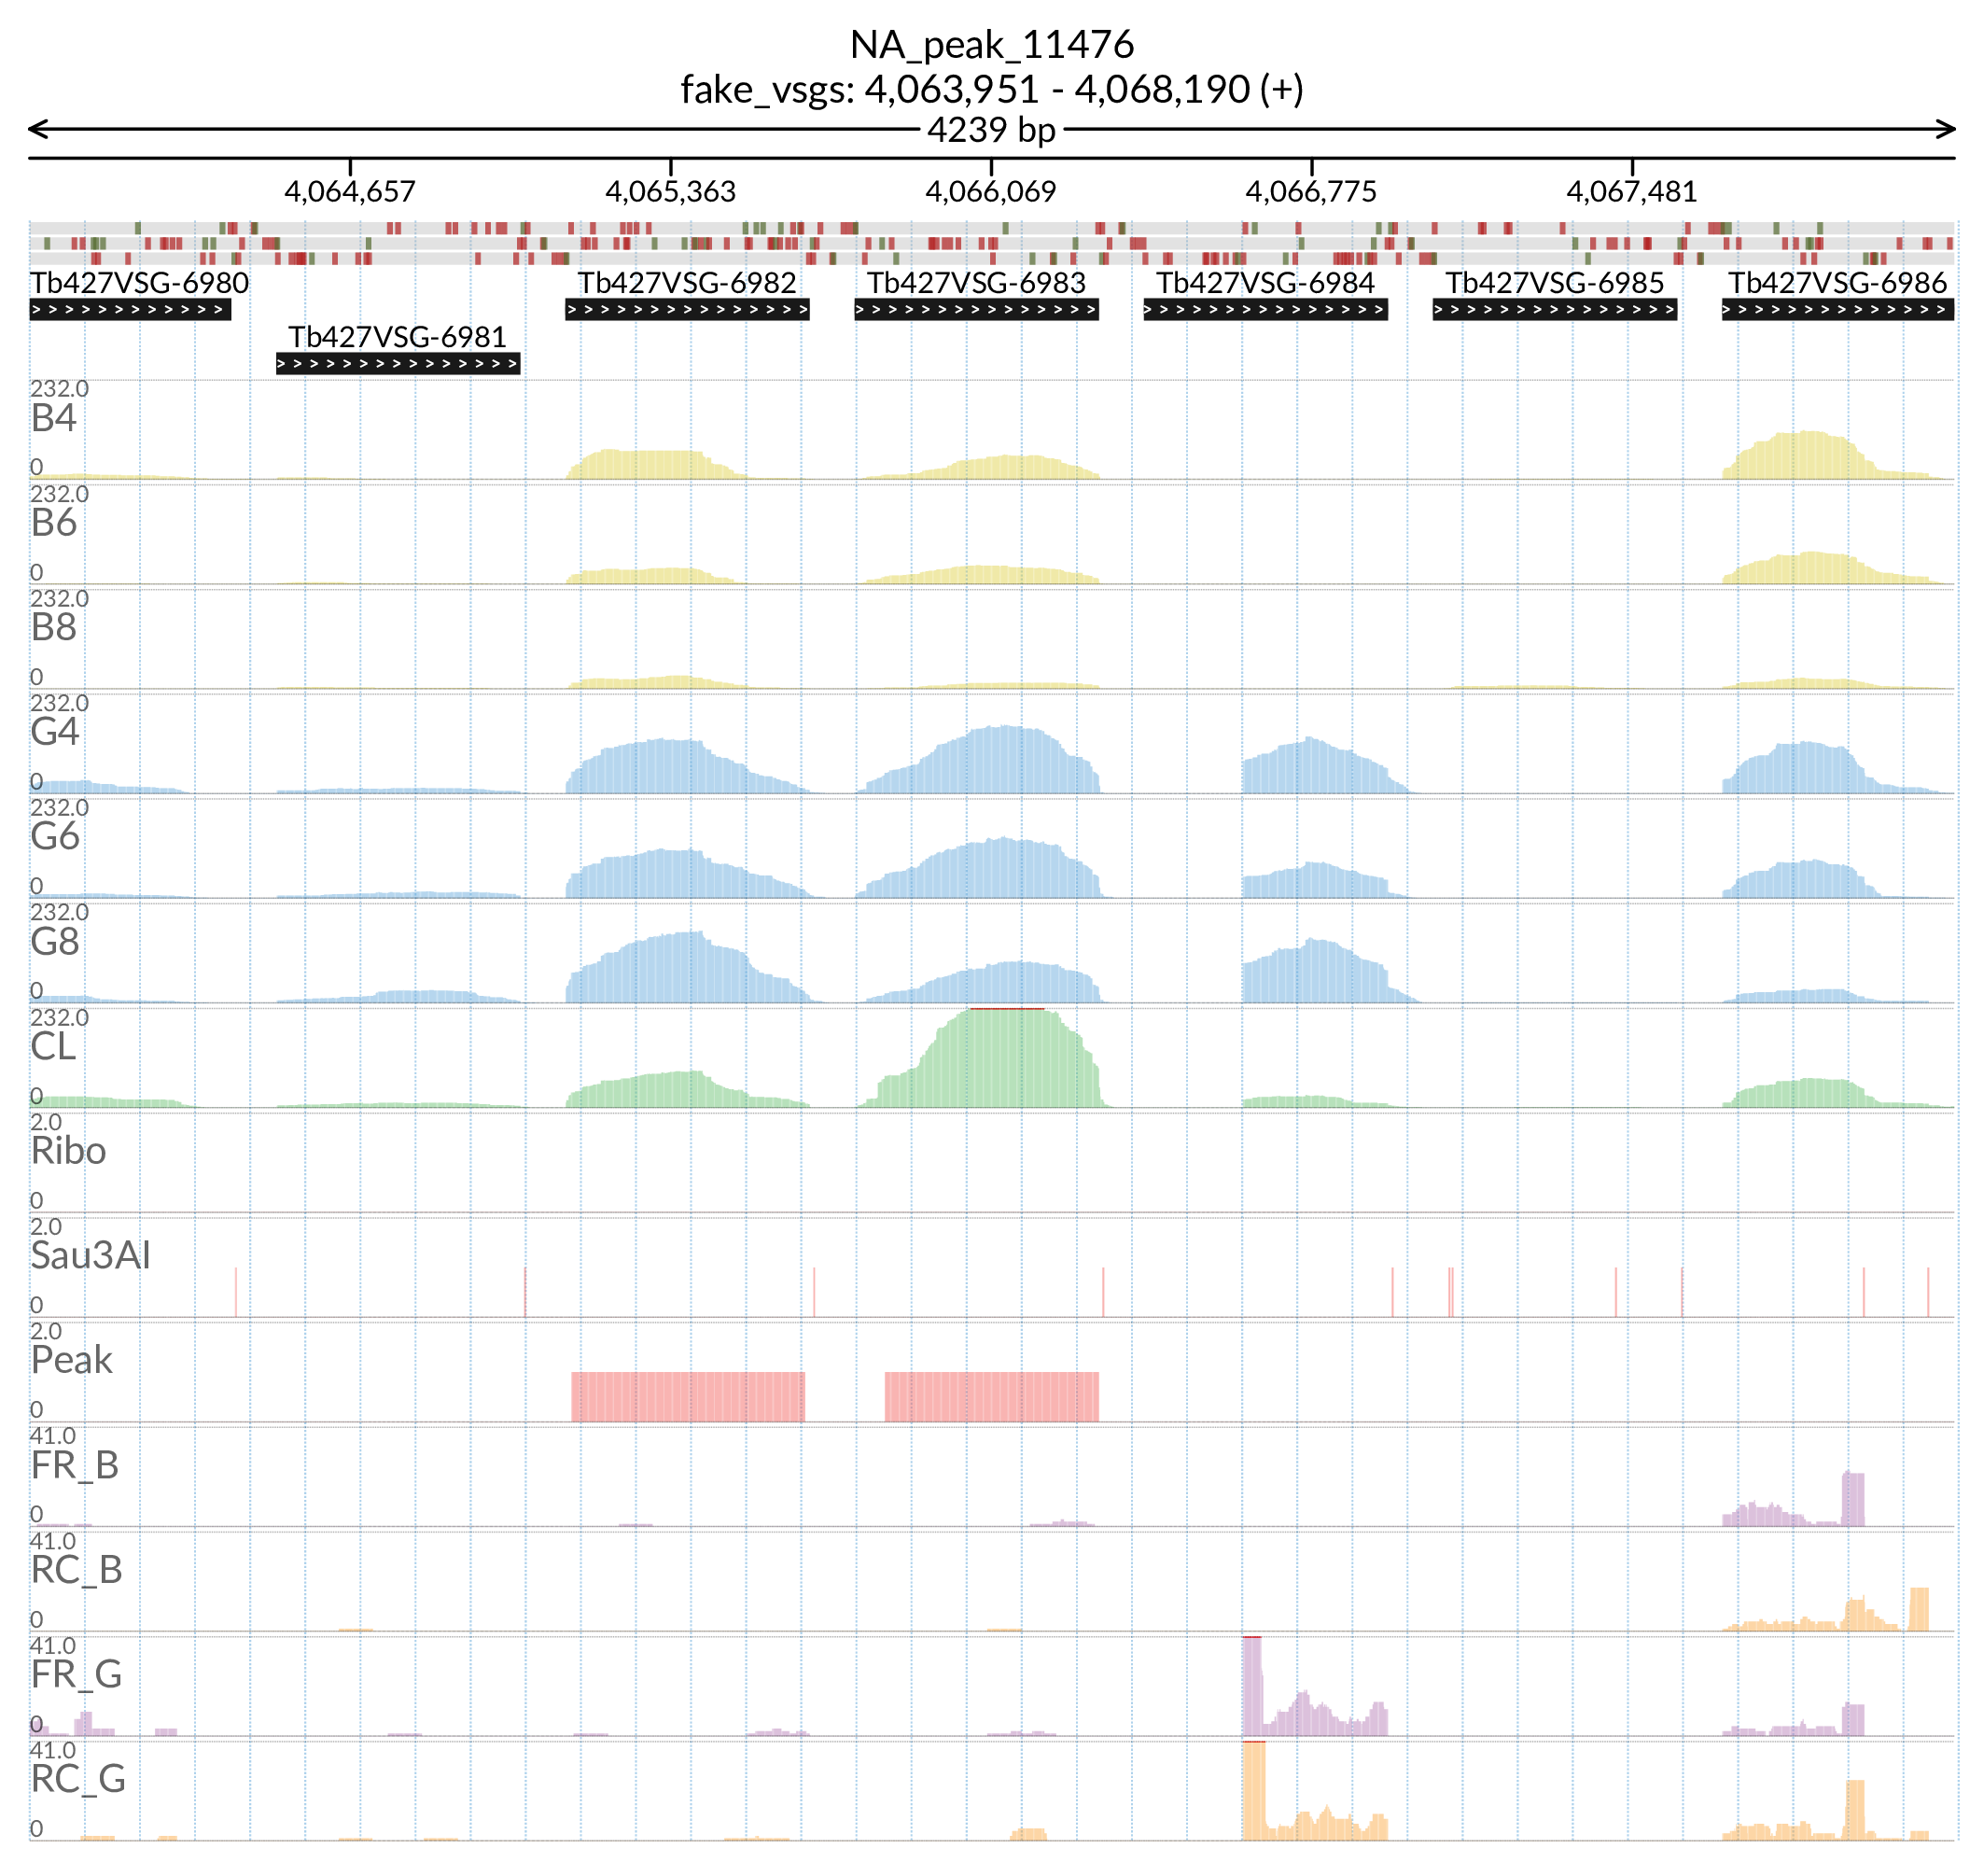 NA_peak_11476
fake_vsgs: 4,063,951 - 4,068,190 (+)
4239 bp
4,064,657 4,065,363 4,066,069 4,066,775 4,067,481
Tb427VSG-6980 Tb427VSG-6982 Tb427VSG-6983 Tb427VSG-6984 Tb427VSG-6985 Tb427VSG-6986
Tb427VSG-6981
232.0
B4
0
232.0
B6
0
232.0
B8
0
232.0
G4
0
232.0
G6
0
232.0
G8
0
232.0
CL
0
2.0
Ribo
0
2.0
Sau3AI
0
2.0
Peak
0
41.0
FR_B
0
41.0
RC_B
0
41.0
FR_G
0
41.0
RC_G
0